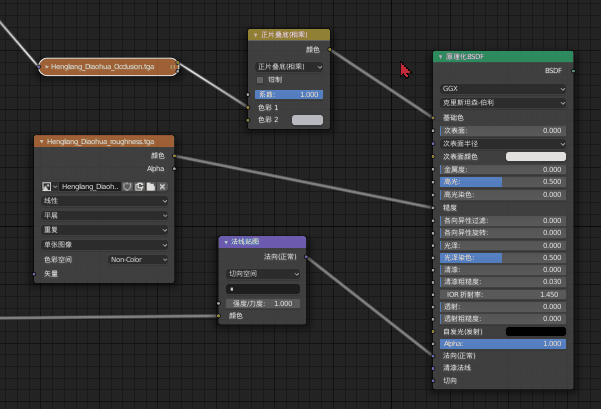 Henglang_Diaohua_Occlusion.tga
正片叠底(相乘)
颜色
正片叠底(相乘)
钳制
系数: 1.000
色彩 1
色彩 2
Henglang_Diaohua_roughness.tga
颜色
Alpha
Henglang_Diaoh..
线性
平展
重复
单张图像
色彩空间 Non-Color
矢量
法线贴图
法向(正常)
切向空间
强度/力度: 1.000
颜色
原理化BSDF
BSDF
GGX
克里斯坦森-伯利
基础色
次表面: 0.000
次表面半径
次表面颜色
金属度: 0.000
高光: 0.500
高光染色: 0.000
糙度
各向异性过滤: 0.000
各向异性旋转: 0.000
光泽: 0.000
光泽染色: 0.500
清漆: 0.000
清漆粗糙度: 0.030
IOR 折射率: 1.450
透射: 0.000
透射粗糙度: 0.000
自发光(发射)
Alpha: 1.000
法向(正常)
清漆法线
切向